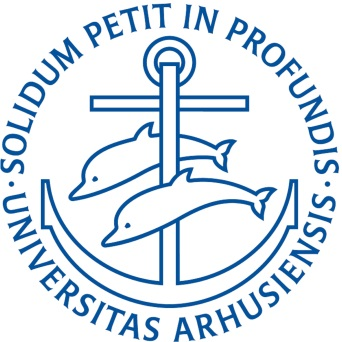 SOLIDUM PETIT IN PROFUNDIS
· UNIVERSITAS ARHUSIENSIS ·